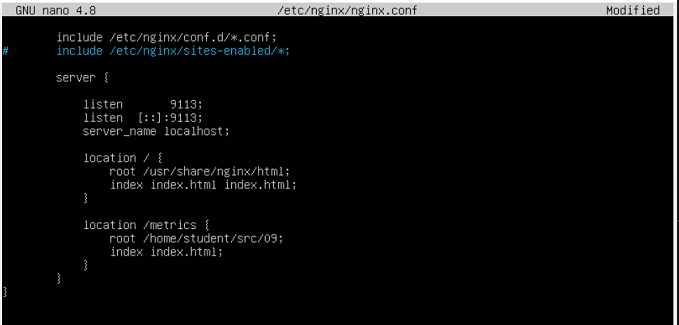 GNU nano 4.8 /etc/nginx/nginx.conf Modified
include /etc/nginx/conf.d/*.conf;
# include /etc/nginx/sites-enabled/*;
server {
listen 9113;
listen [::]:9113;
server_name localhost;
location / {
root /usr/share/nginx/html;
index index.html index.html;
}
location /metrics {
root /home/student/src/09;
index index.html;
}
}
}